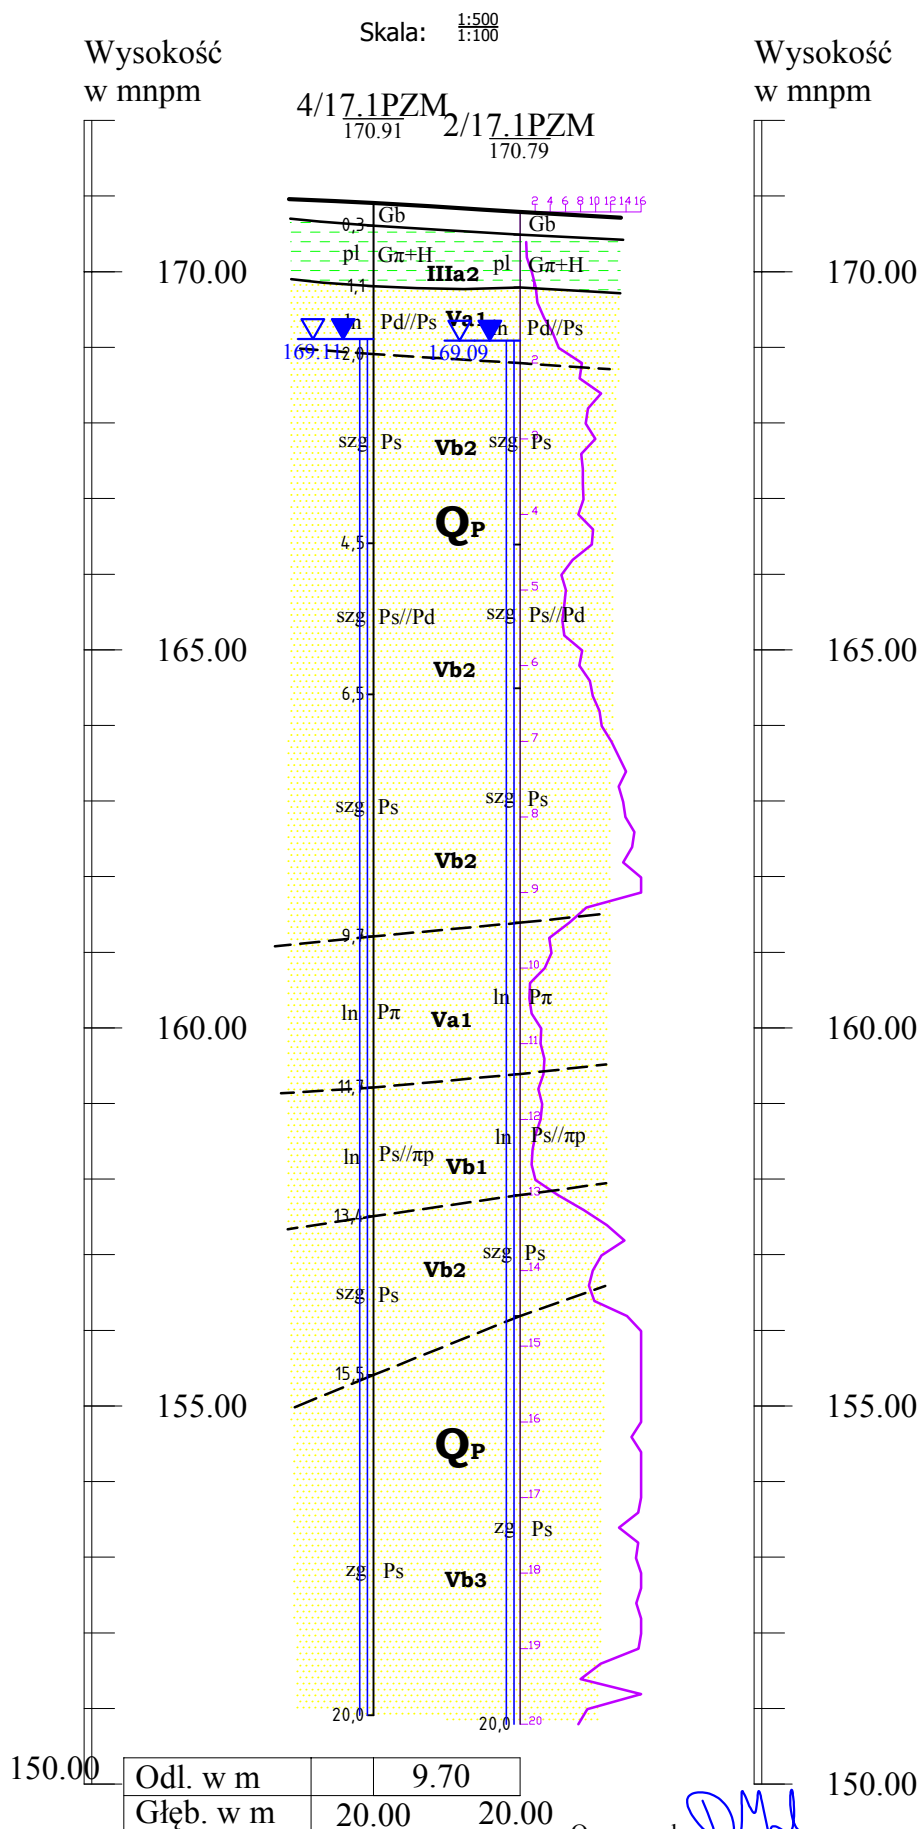 Skala: 1:500
1:100
Wysokość
w mnpm
Wysokość
w mnpm
4/17.1PZM
170.91
2/17.1PZM
170.79
2 4 6 8 10 12 14 16
Gb
0,3
Gb
pl Gπ+H
IIIa2
pl Gπ+H
170.00
170.00
1,1
ln Pd//Ps
Va1
ln Pd//Ps
169.11
2,0
169.09
2
szg Ps
Vb2
szg Ps
3
QP
4
4,5
5
szg Ps//Pd
szg Ps//Pd
165.00
165.00
Vb2
6
6,5
7
szg Ps
szg Ps
8
Vb2
9
9,7
10
ln Pπ
Va1
ln Pπ
160.00
160.00
11
11,7
12
ln Ps//πp
Vb1
ln Ps//πp
13
13,4
szg Ps
Vb2
14
szg Ps
15
15,5
155.00
155.00
16
QP
17
zg Ps
18
zg Ps
Vb3
19
20,0
20,0
20
150.00
150.00
Odl. w m 9.70
Głęb. w m 20.00 20.00